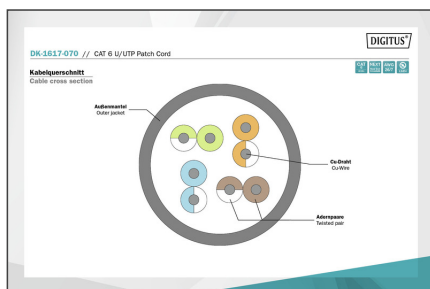 DIGITUS®
DK-1617-070 // CAT 6 U/UTP Patch Cord
Kabelquerschnitt
Cable cross section
Außenmantel
Outer jacket
Cu-Draht
Cu-Wire
Adernpaare
Twisted pair